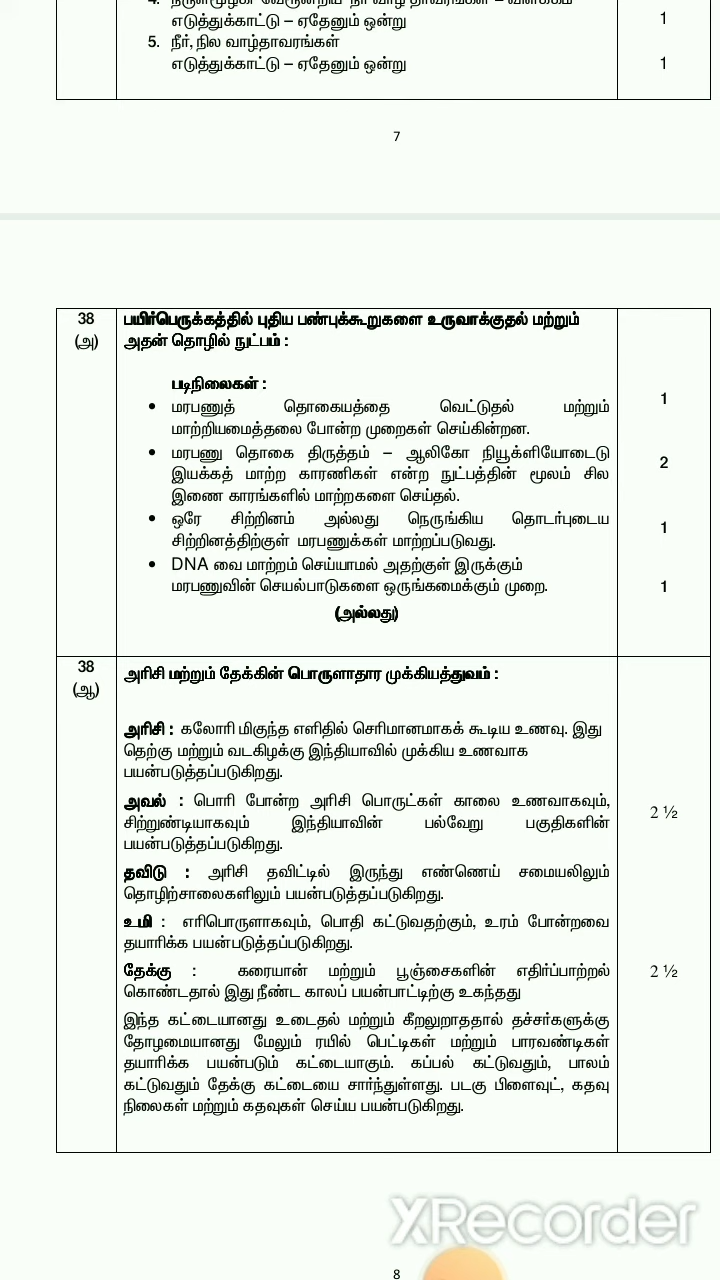 எடுத்துக்காட்டு – ஏதேனும் ஒன்று
1
5. நீர், நில வாழ்தாவரங்கள்
எடுத்துக்காட்டு – ஏதேனும் ஒன்று
1
7
38
(அ)
பயிர்பெருக்கத்தில் புதிய பண்புக்கூறுகளை உருவாக்குதல் மற்றும்
அதன் தொழில் நுட்பம் :
படிநிலைகள் :
• மரபணுத் தொகையத்தை வெட்டுதல் மற்றும்
மாற்றியமைத்தலை போன்ற முறைகள் செய்கின்றன.
1
• மரபணு தொகை திருத்தம் – ஆலிகோ நியூக்ளியோடைடு
இயக்கத் மாற்ற காரணிகள் என்ற நுட்பத்தின் மூலம் சில
இணை காரங்களில் மாற்றகளை செய்தல்.
2
• ஒரே சிற்றினம் அல்லது நெருங்கிய தொடர்புடைய
சிற்றினத்திற்குள் மரபணுக்கள் மாற்றப்படுவது.
1
• DNA வை மாற்றம் செய்யாமல் அதற்குள் இருக்கும்
மரபணுவின் செயல்பாடுகளை ஒருங்கமைக்கும் முறை.
1
(அல்லது)
38
(ஆ)
அரிசி மற்றும் தேக்கின் பொருளாதார முக்கியத்துவம் :
அரிசி : கலோரி மிகுந்த எளிதில் செரிமானமாகக் கூடிய உணவு. இது
தெற்கு மற்றும் வடகிழக்கு இந்தியாவில் முக்கிய உணவாக
பயன்படுத்தப்படுகிறது.
அவல் : பொரி போன்ற அரிசி பொருட்கள் காலை உணவாகவும்,
சிற்றுண்டியாகவும் இந்தியாவின் பல்வேறு பகுதிகளின்
பயன்படுத்தப்படுகிறது.
2 ½
தவிடு : அரிசி தவிட்டில் இருந்து எண்ணெய் சமையலிலும்
தொழிற்சாலைகளிலும் பயன்படுத்தப்படுகிறது.
உமி : எரிபொருளாகவும், பொதி கட்டுவதற்கும், உரம் போன்றவை
தயாரிக்க பயன்படுத்தப்படுகிறது.
தேக்கு : கரையான் மற்றும் பூஞ்சைகளின் எதிர்ப்பாற்றல்
கொண்டதால் இது நீண்ட காலப் பயன்பாட்டிற்கு உகந்தது
2 ½
இந்த கட்டையானது உடைதல் மற்றும் கீறலுறாததால் தச்சர்களுக்கு
தோழமையானது மேலும் ரயில் பெட்டிகள் மற்றும் பாரவண்டிகள்
தயாரிக்க பயன்படும் கட்டையாகும். கப்பல் கட்டுவதும், பாலம்
கட்டுவதும் தேக்கு கட்டையை சார்ந்துள்ளது. படகு பிளைவுட், கதவு
நிலைகள் மற்றும் கதவுகள் செய்ய பயன்படுகிறது.
XRecorder
8